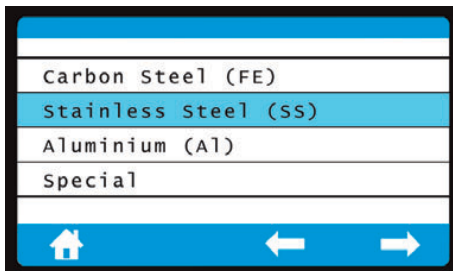 Carbon Steel (FE)
Stainless Steel (SS)
Aluminium (Al)
Special